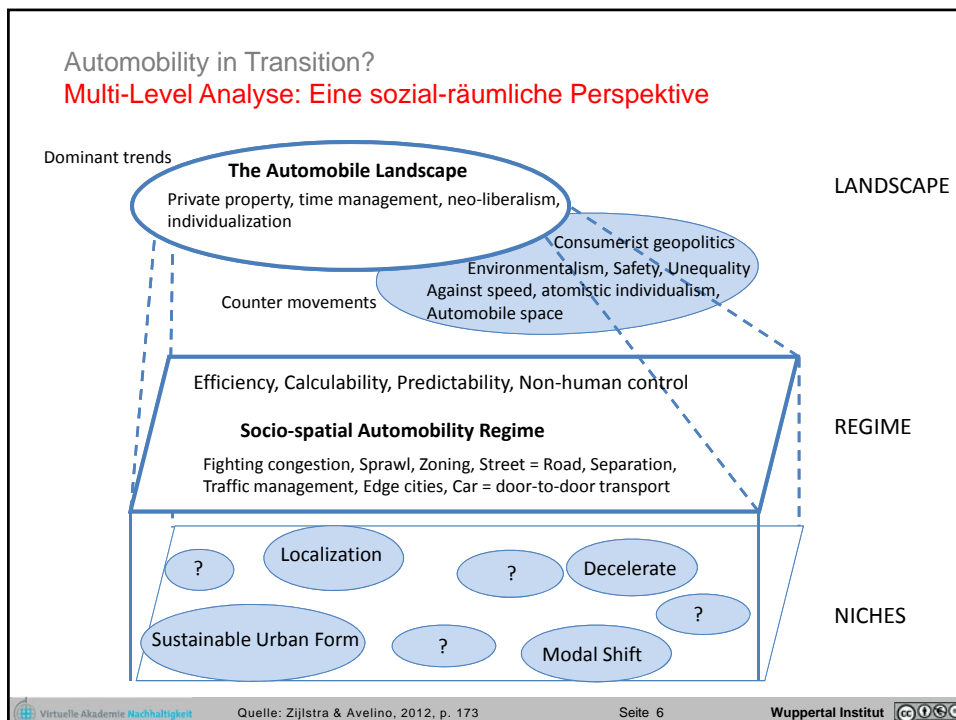 Automobility in Transition?
Multi-Level Analyse: Eine sozial-räumliche Perspektive
Dominant trends
The Automobile Landscape
Private property, time management, neo-liberalism,
individualization
LANDSCAPE
Consumerist geopolitics
Environmentalism, Safety, Unequality
Against speed, atomistic individualism,
Automobile space
Counter movements
Efficiency, Calculability, Predictability, Non-human control
Socio-spatial Automobility Regime
REGIME
Fighting congestion, Sprawl, Zoning, Street = Road, Separation,
Traffic management, Edge cities, Car = door-to-door transport
?
Localization
?
Decelerate
?
NICHES
Sustainable Urban Form
?
Modal Shift
Virtuelle Akademie Nachhaltigkeit
Quelle: Zijlstra & Avelino, 2012, p. 173
Seite 6
Wuppertal Institut
cc